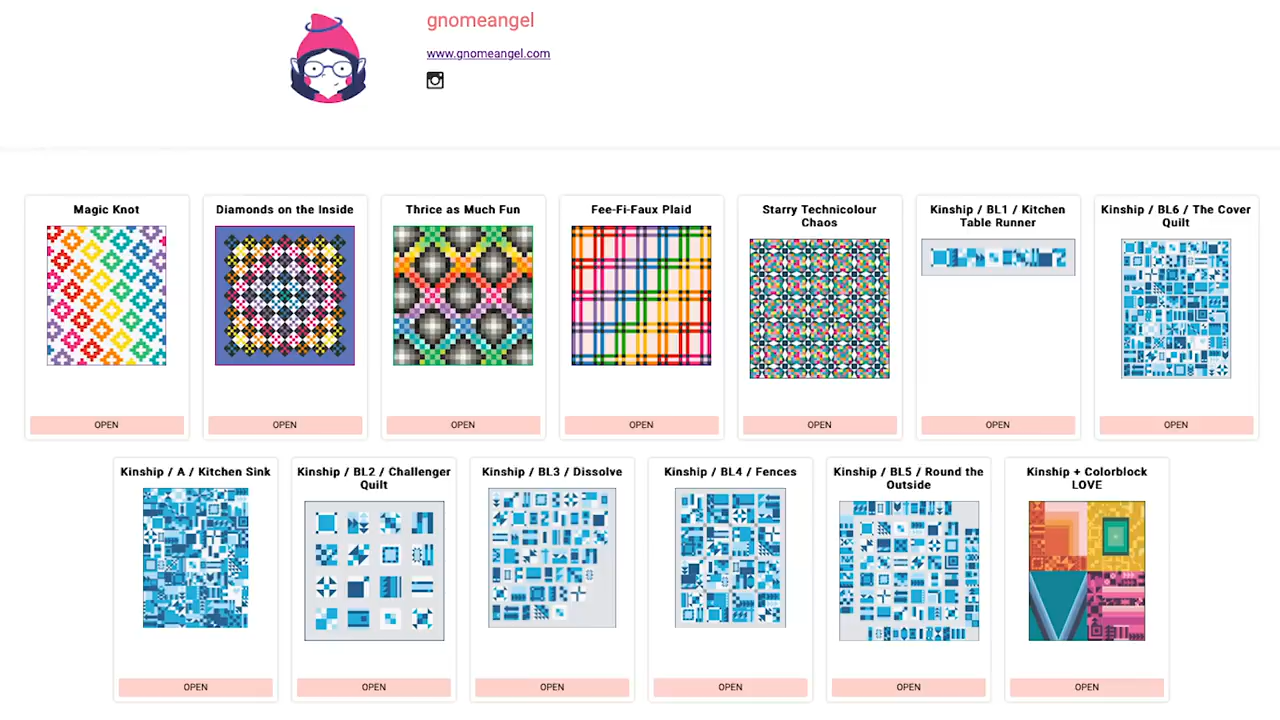 gnomeangel
www.gnomeangel.com
Magic Knot
Diamonds on the Inside
Thrice as Much Fun
Fee-Fi-Faux Plaid
Starry Technicolour
Chaos
Kinship / BL1 / Kitchen
Table Runner
Kinship / BL6 / The Cover
Quilt
OPEN
OPEN
OPEN
OPEN
OPEN
OPEN
OPEN
Kinship / A / Kitchen Sink
Kinship / BL2 / Challenger
Quilt
Kinship / BL3 / Dissolve
Kinship / BL4 / Fences
Kinship / BL5 / Round the
Outside
Kinship + Colorblock
LOVE
OPEN
OPEN
OPEN
OPEN
OPEN
OPEN